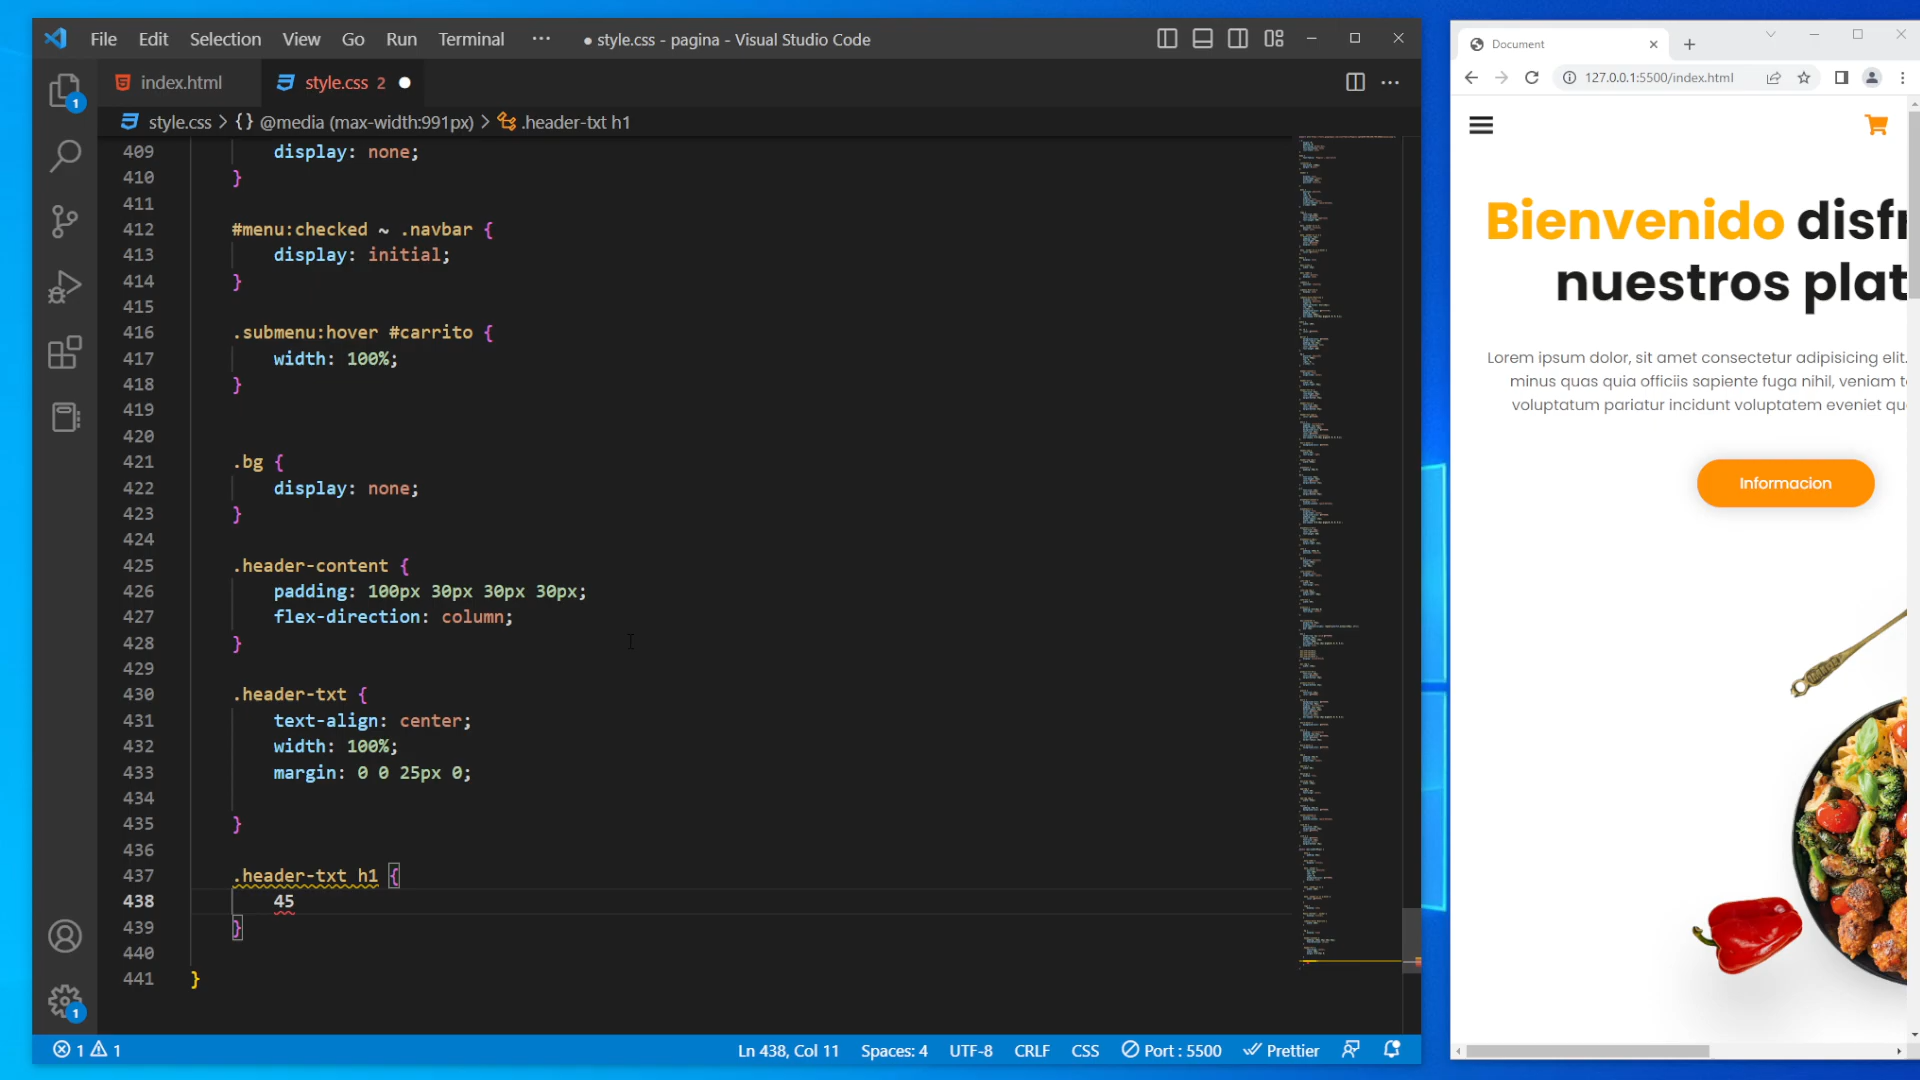 File Edit Selection View Go Run Terminal ··· ● style.css - pagina - Visual Studio Code
index.html style.css 2 ●
style.css > {} @media (max-width:991px) > .header-txt h1
409 display: none;
410 }
411
412 #menu:checked ~ .navbar {
413 display: initial;
414 }
415
416 .submenu:hover #carrito {
417 width: 100%;
418 }
419
420
421 .bg {
422 display: none;
423 }
424
425 .header-content {
426 padding: 100px 30px 30px 30px;
427 flex-direction: column;
428 }
429
430 .header-txt {
431 text-align: center;
432 width: 100%;
433 margin: 0 0 25px 0;
434
435 }
436
437 .header-txt h1 {
438 45
439 }
440
441 }
1
1
1 1 Ln 438, Col 11 Spaces: 4 UTF-8 CRLF CSS Port : 5500 Prettier
Document
127.0.0.1:5500/index.html
Bienvenido disfr
nuestros plat
Lorem ipsum dolor, sit amet consectetur adipisicing elit.
minus quas quia officiis sapiente fuga nihil, veniam t
voluptatum pariatur incidunt voluptatem eveniet qu
Informacion